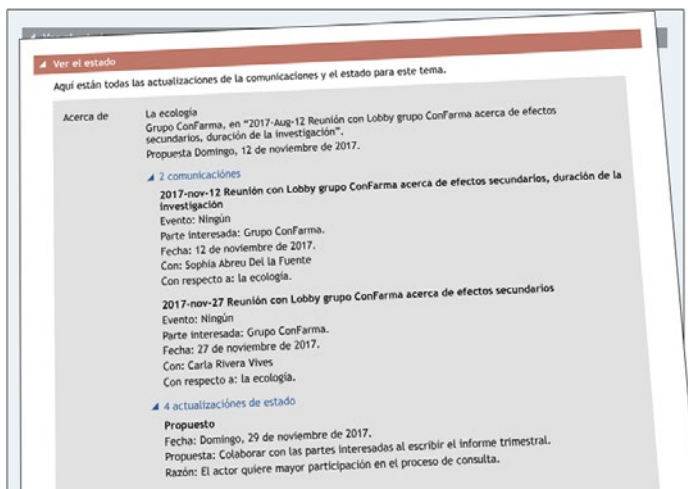 Ver el estado
Aquí están todas las actualizaciones de la comunicaciones y el estado para este tema.
Acerca de
La ecología
Grupo ConFarma, en "2017-Aug-12 Reunión con Lobby grupo ConFarma acerca de efectos
secundarios, duración de la investigación".
Propuesta Domingo, 12 de noviembre de 2017.
2 comunicaciónes
2017-nov-12 Reunión con Lobby grupo ConFarma acerca de efectos secundarios, duración de la
investigación
Evento: Ningún
Parte interesada: Grupo ConFarma.
Fecha: 12 de noviembre de 2017.
Con: Sophia Abreu Del la Fuente
Con respecto a: la ecología.
2017-nov-27 Reunión con Lobby grupo ConFarma acerca de efectos secundarios
Evento: Ningún
Parte interesada: Grupo ConFarma.
Fecha: 27 de noviembre de 2017.
Con: Carla Rivera Vives
Con respecto a: la ecología.
4 actualizaciónes de estado
Propuesto
Fecha: Domingo, 29 de noviembre de 2017.
Propuesta: Colaborar con las partes interesadas al escribir el informe trimestral.
Razón: El actor quiere mayor participación en el proceso de consulta.